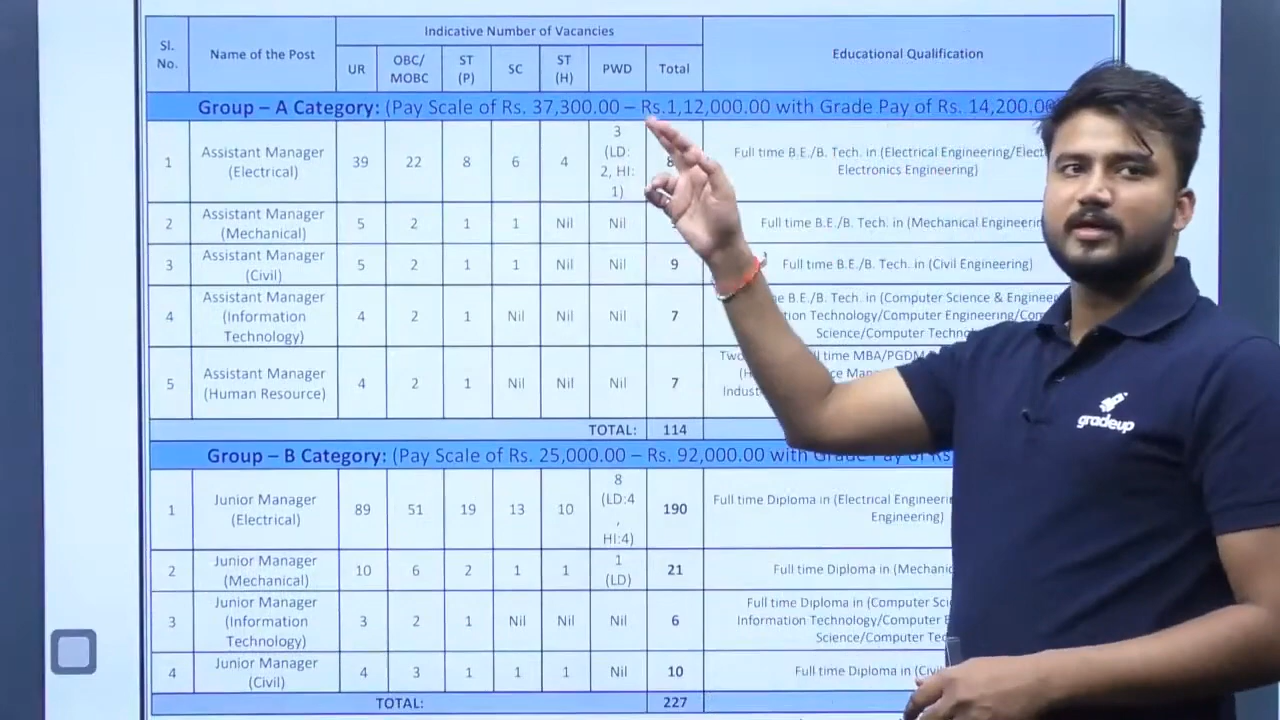 Indicative Number of Vacancies
Sl. No. Name of the Post UR OBC/ MOBC ST (P) SC ST (H) PWD Total Educational Qualification
Group – A Category: (Pay Scale of Rs. 37,300.00 – Rs.1,12,000.00 with Grade Pay of Rs. 14,200.00
1 Assistant Manager (Electrical) 39 22 8 6 4 3 (LD: 2, HI: 1) Full time B.E./B. Tech. in (Electrical
Electronics Engineering)
2 Assistant Manager (Mechanical) 5 2 1 1 Nil Nil Full time B.E./B. Tech. in (Mechanical
3 Assistant Manager (Civil) 5 2 1 1 Nil Nil 9 Full time B.E./B. Tech. in (Civil Engineering)
4 Assistant Manager (Information Technology) 4 2 1 Nil Nil Nil 7 B.E./B. Tech. in (Computer Science &
Technology/Computer Engineering/
Science/Computer
5 Assistant Manager (Human Resource) 4 2 1 Nil Nil Nil 7 time MBA/PGDM
TOTAL: 114
Group – B Category: (Pay Scale of Rs. 25,000.00 – Rs. 92,000.00 with Grade Pay of Rs
1 Junior Manager (Electrical) 89 51 19 13 10 8 (LD:4 , HI:4) 190 Full time Diploma in (Electrical
Engineering)
2 Junior Manager (Mechanical) 10 6 2 1 1 1 (LD) 21 Full time Diploma in
3 Junior Manager (Information Technology) 3 2 1 Nil Nil Nil 6 Full time Diploma in (Computer
Information Technology/Computer
Science/Computer
4 Junior Manager (Civil) 4 3 1 1 1 Nil 10 Full time Diploma in
TOTAL: 227
gradeup